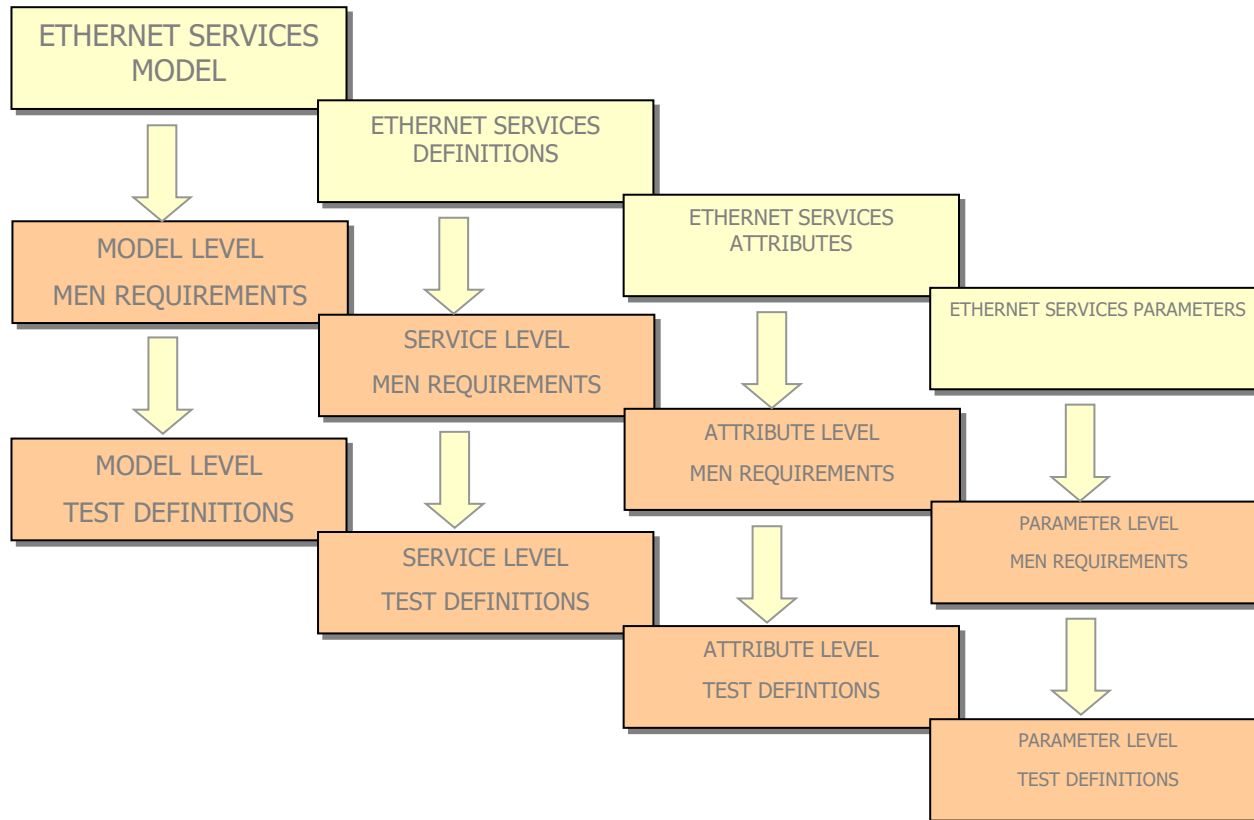 ETHERNET SERVICES
MODEL
ETHERNET SERVICES
DEFINITIONS
ETHERNET SERVICES
ATTRIBUTES
ETHERNET SERVICES PARAMETERS
MODEL LEVEL
MEN REQUIREMENTS
SERVICE LEVEL
MEN REQUIREMENTS
ATTRIBUTE LEVEL
MEN REQUIREMENTS
PARAMETER LEVEL
MEN REQUIREMENTS
MODEL LEVEL
TEST DEFINITIONS
SERVICE LEVEL
TEST DEFINITIONS
ATTRIBUTE LEVEL
TEST DEFINTIONS
PARAMETER LEVEL
TEST DEFINITIONS